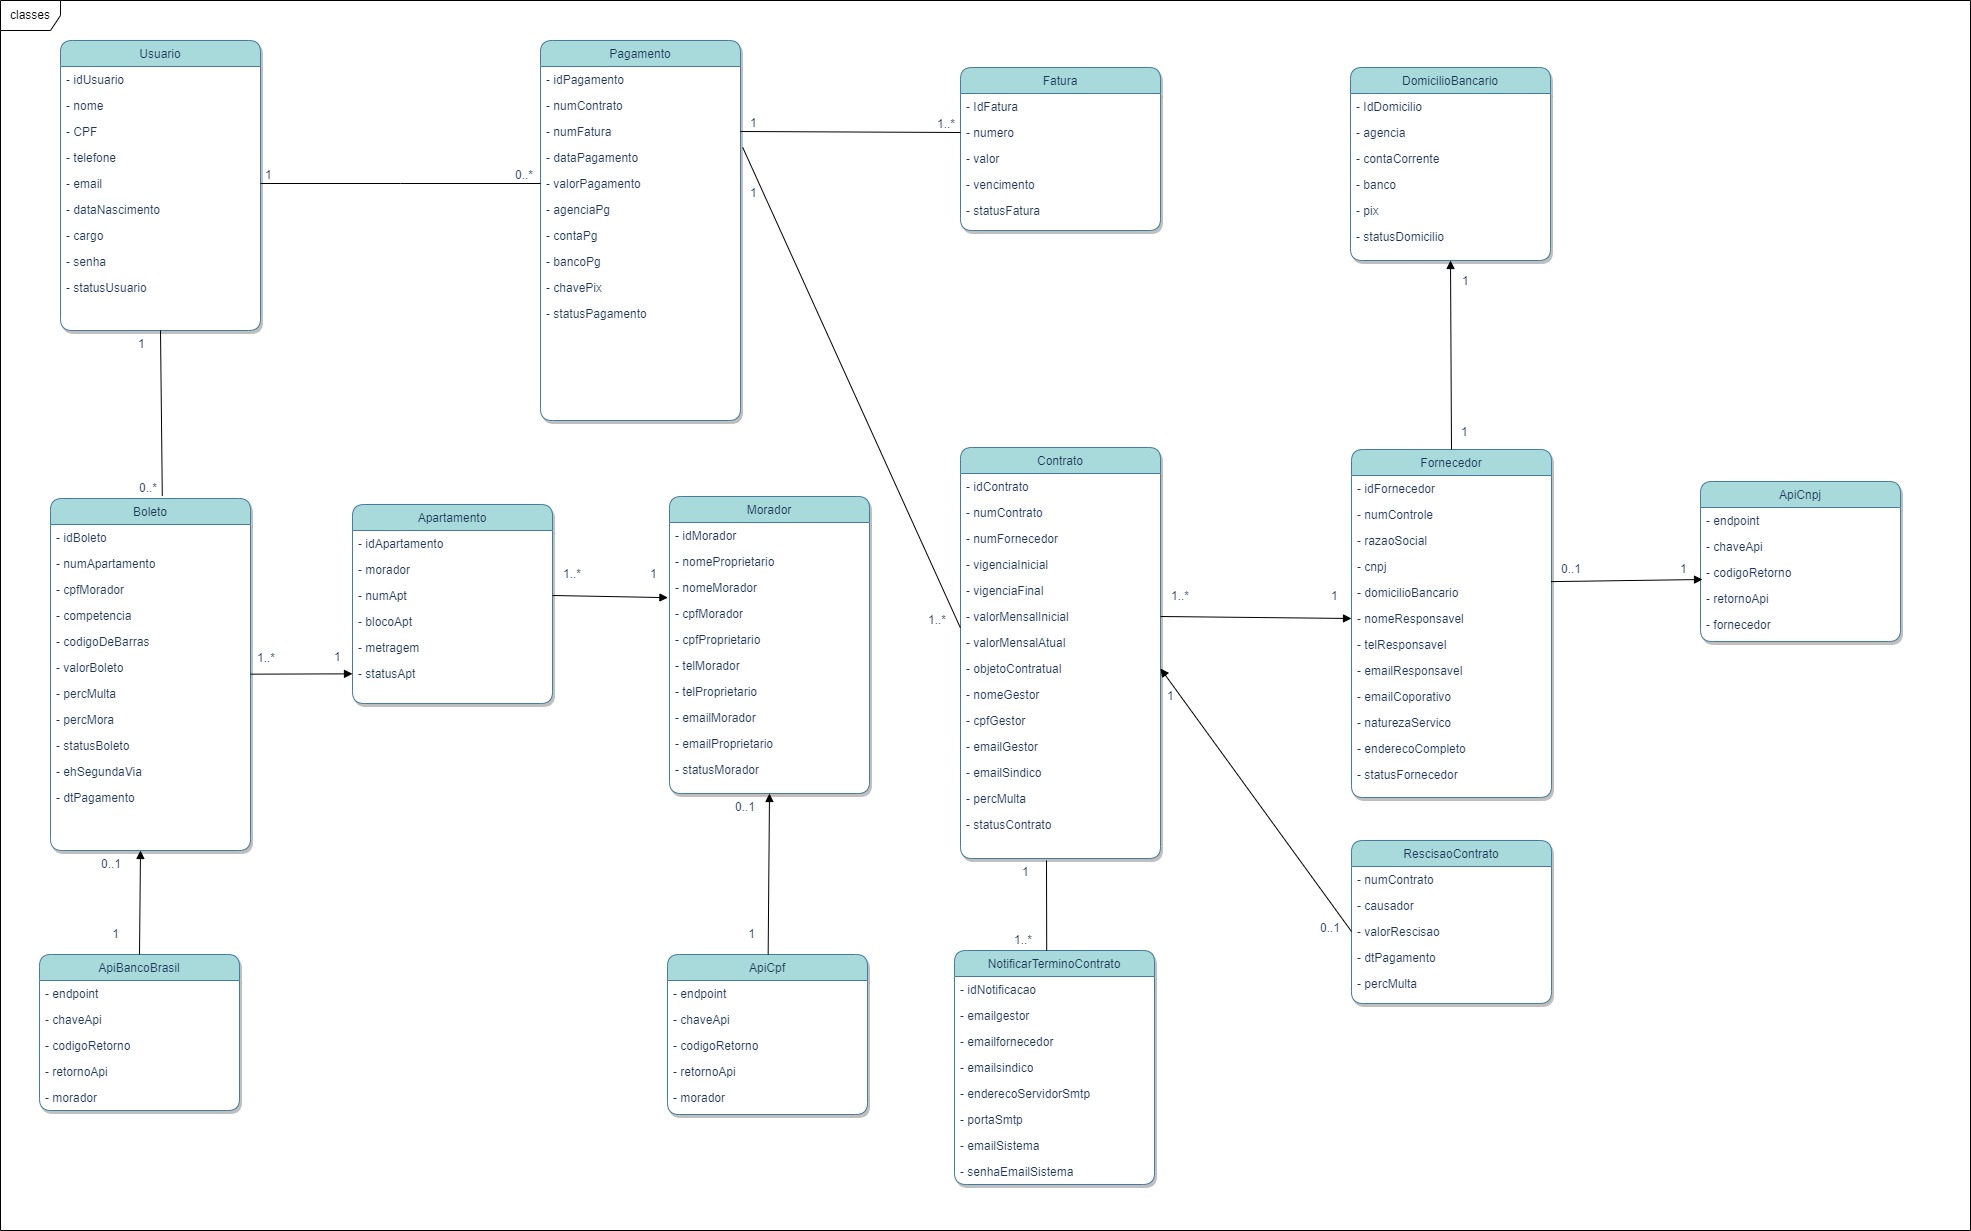 classes
Usuario
- idUsuario
- nome
- CPF
- telefone
- email
- dataNascimento
- cargo
- senha
- statusUsuario
1
0..*
1
0..*
Pagamento
- idPagamento
- numContrato
- numFatura
- dataPagamento
- valorPagamento
- agenciaPg
- contaPg
- bancoPg
- chavePix
- statusPagamento
1
1..*
1
1..*
Fatura
- IdFatura
- numero
- valor
- vencimento
- statusFatura
DomicilioBancario
- IdDomicilio
- agencia
- contaCorrente
- banco
- pix
- statusDomicilio
1
1
Boleto
- idBoleto
- numApartamento
- cpfMorador
- competencia
- codigoDeBarras
- valorBoleto
- percMulta
- percMora
- statusBoleto
- ehSegundaVia
- dtPagamento
1..*
1
0..1
1
Apartamento
- idApartamento
- morador
- numApt
- blocoApt
- metragem
- statusApt
1..*
1
Morador
- idMorador
- nomeProprietario
- nomeMorador
- cpfMorador
- cpfProprietario
- telMorador
- telProprietario
- emailMorador
- emailProprietario
- statusMorador
0..1
1
Contrato
- idContrato
- numContrato
- numFornecedor
- vigenciaInicial
- vigenciaFinal
- valorMensalInicial
- valorMensalAtual
- objetoContratual
- nomeGestor
- cpfGestor
- emailGestor
- emailSindico
- percMulta
- statusContrato
1..*
1
1
0..1
1
1..*
Fornecedor
- idFornecedor
- numControle
- razaoSocial
- cnpj
- domicilioBancario
- nomeResponsavel
- telResponsavel
- emailResponsavel
- emailCoporativo
- naturezaServico
- enderecoCompleto
- statusFornecedor
0..1
1
ApiCnpj
- endpoint
- chaveApi
- codigoRetorno
- retornoApi
- fornecedor
RescisaoContrato
- numContrato
- causador
- valorRescisao
- dtPagamento
- percMulta
ApiBancoBrasil
- endpoint
- chaveApi
- codigoRetorno
- retornoApi
- morador
ApiCpf
- endpoint
- chaveApi
- codigoRetorno
- retornoApi
- morador
NotificarTerminoContrato
- idNotificacao
- emailgestor
- emailfornecedor
- emailsindico
- enderecoServidorSmtp
- portaSmtp
- emailSistema
- senhaEmailSistema